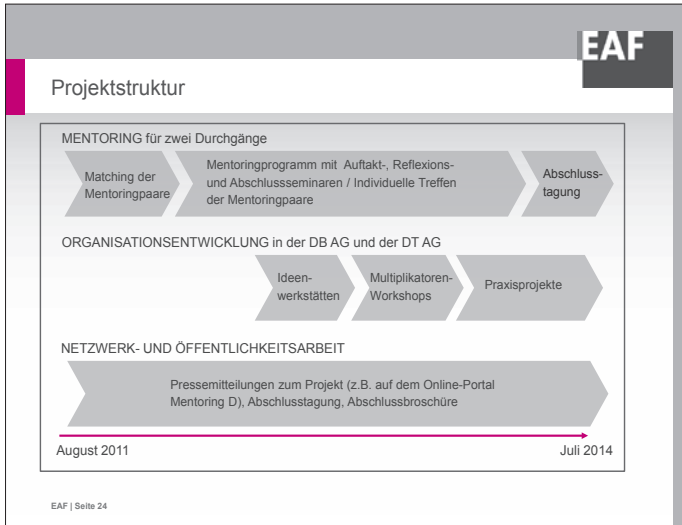 EAF
Projektstruktur
MENTORING für zwei Durchgänge
Matching der
Mentoringpaare
Mentoringprogramm mit Auftakt-, Reflexions-
und Abschlussseminaren / Individuelle Treffen
der Mentoringpaare
Abschluss-
tagung
ORGANISATIONSENTWICKLUNG in der DB AG und der DT AG
Ideen-
werkstätten
Multiplikatoren-
Workshops
Praxisprojekte
NETZWERK- UND ÖFFENTLICHKEITSARBEIT
Pressemitteilungen zum Projekt (z.B. auf dem Online-Portal
Mentoring D), Abschlusstagung, Abschlussbroschüre
August 2011
Juli 2014
EAF | Seite 24